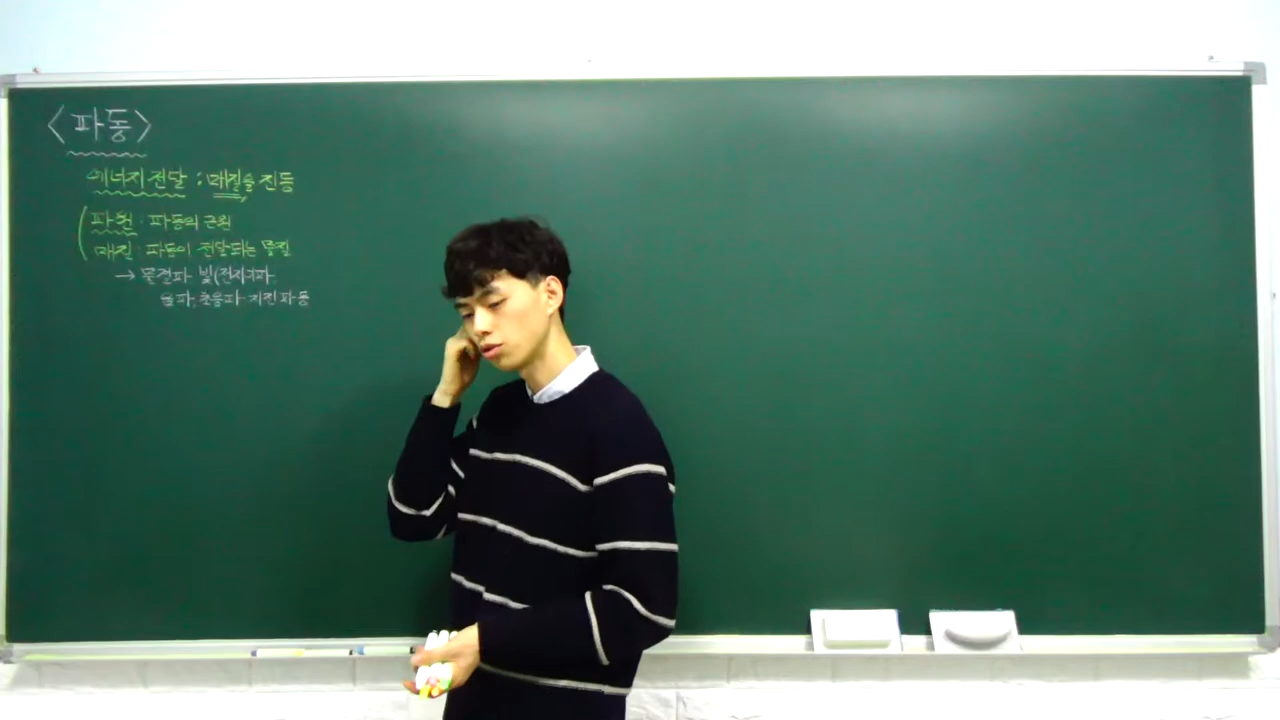 <파동>
에너지 전달 : 매질을 진동
파원 : 파동의 근원
매질 : 파동이 전달되는 물질
→ 물결파 빛(전자기파
음파, 초음파 지진파 등